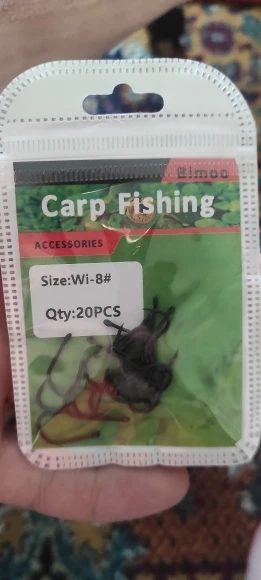 Bimoo
Carp Fishing
ACCESSORIES
Size:Wi-8#
Qty:20PCS